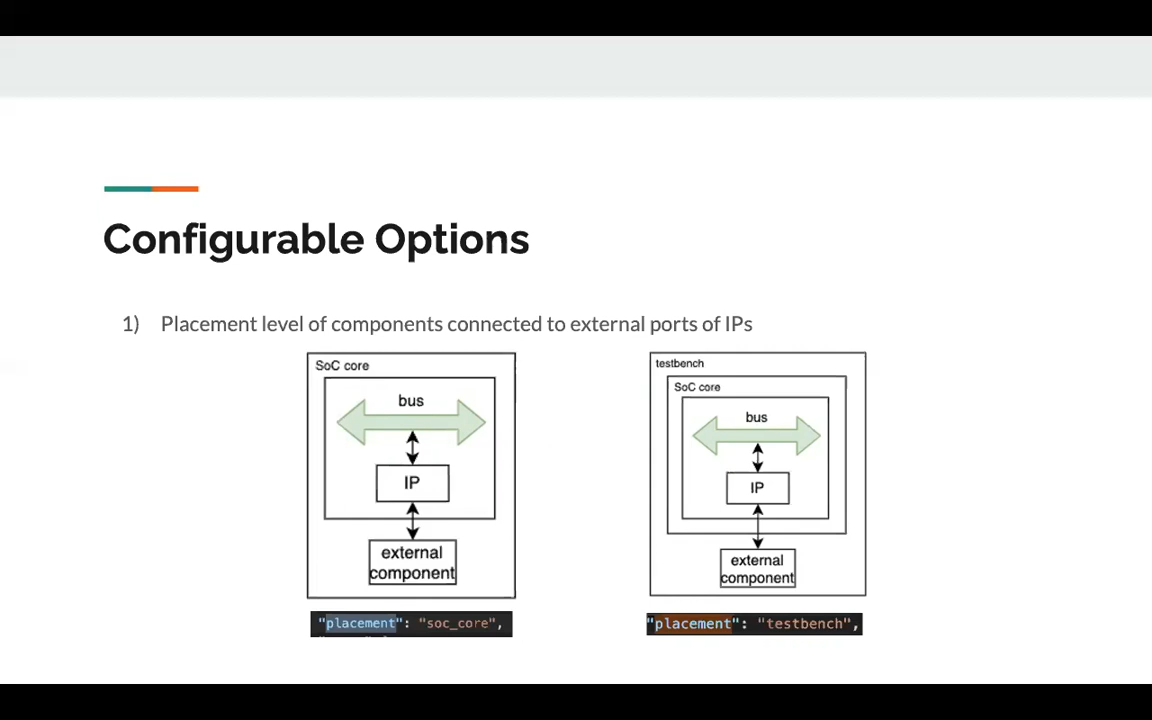 Configurable Options
1) Placement level of components connected to external ports of IPs
SoC core
bus
IP
external
component
"placement": "soc_core",
testbench
SoC core
bus
IP
external
component
"placement": "testbench",